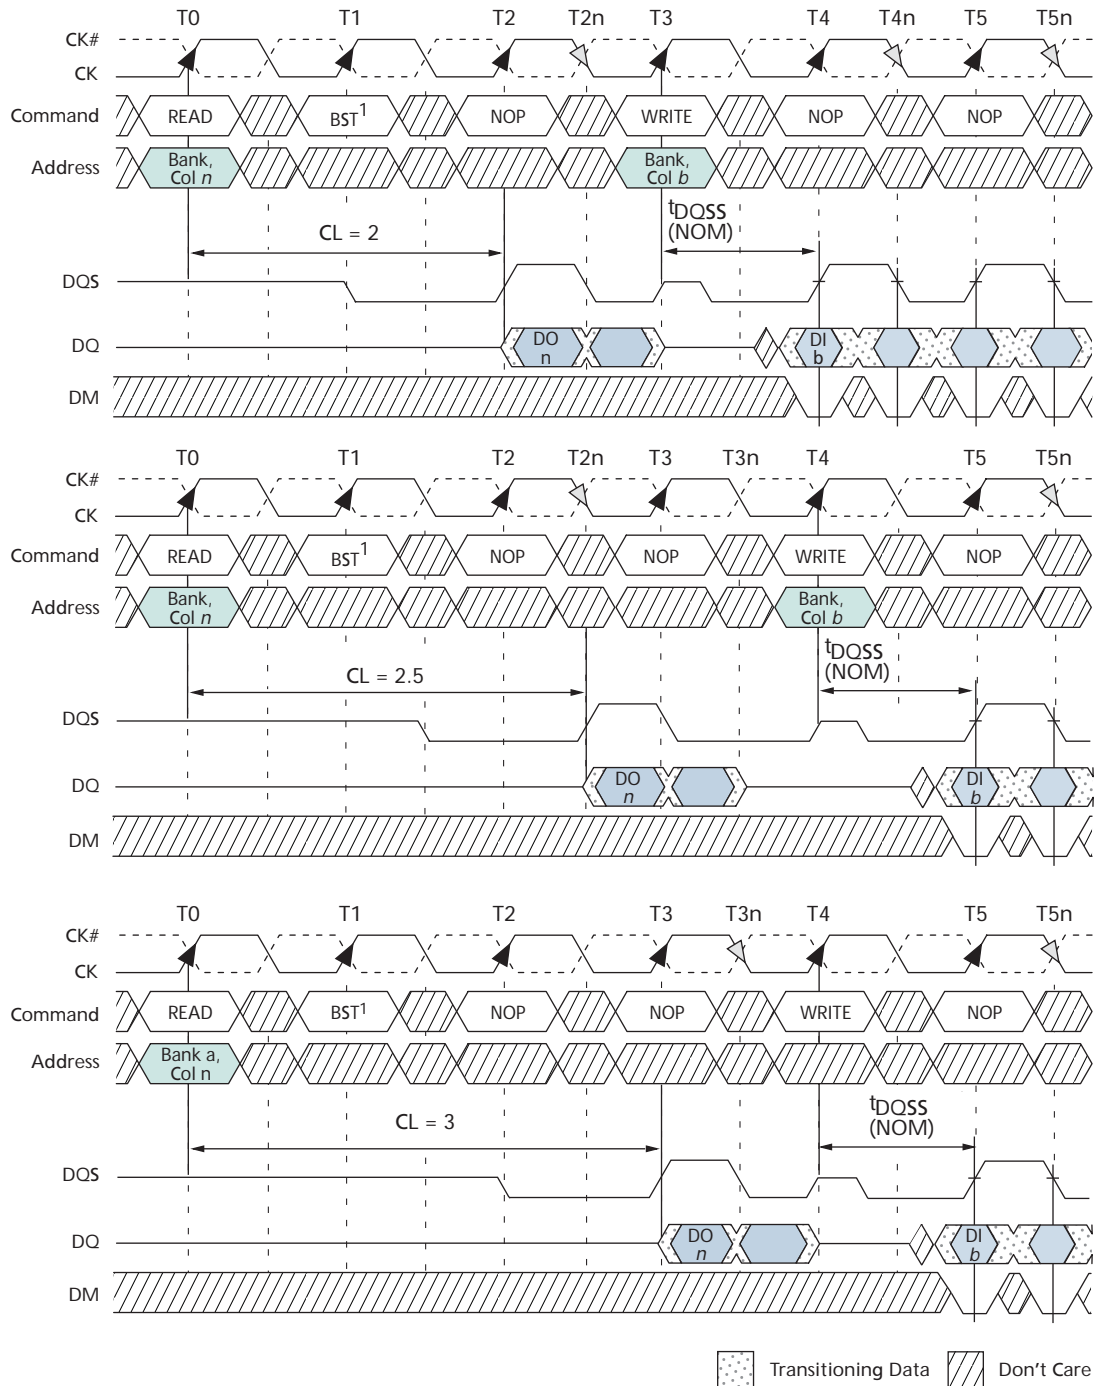 T0 T1 T2 T2n T3 T4 T4n T5 T5n
CK#
CK
Command READ BST1 NOP WRITE NOP NOP
Address Bank, Col n Bank, Col b
CL = 2 tDQSS (NOM)
DQS
DQ DO n DI b
DM
T0 T1 T2 T2n T3 T3n T4 T5 T5n
CK#
CK
Command READ BST1 NOP NOP WRITE NOP
Address Bank, Col n Bank, Col b
CL = 2.5 tDQSS (NOM)
DQS
DQ DO n DI b
DM
T0 T1 T2 T3 T3n T4 T5 T5n
CK#
CK
Command READ BST1 NOP NOP WRITE NOP
Address Bank a, Col n
CL = 3 tDQSS (NOM)
DQS
DQ DO n DI b
DM
Transitioning Data Don't Care